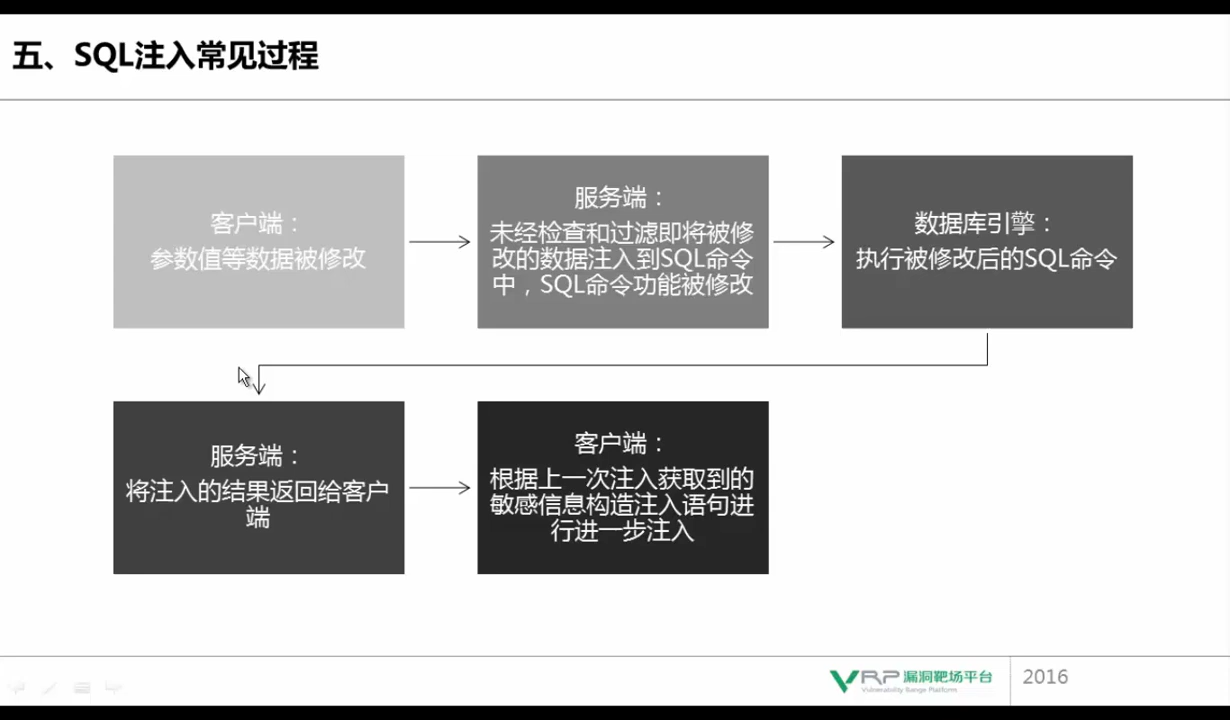 五、SQL注入常见过程
客户端：
参数值等数据被修改
服务端：
未经检查和过滤即将被修
改的数据注入到SQL命令
中，SQL命令功能被修改
数据库引擎：
执行被修改后的SQL命令
服务端：
将注入的结果返回给客户
端
客户端：
根据上一次注入获取到的
敏感信息构造注入语句进
行进一步注入
VRP 漏洞靶场平台
Vulnerability Range Platform
2016